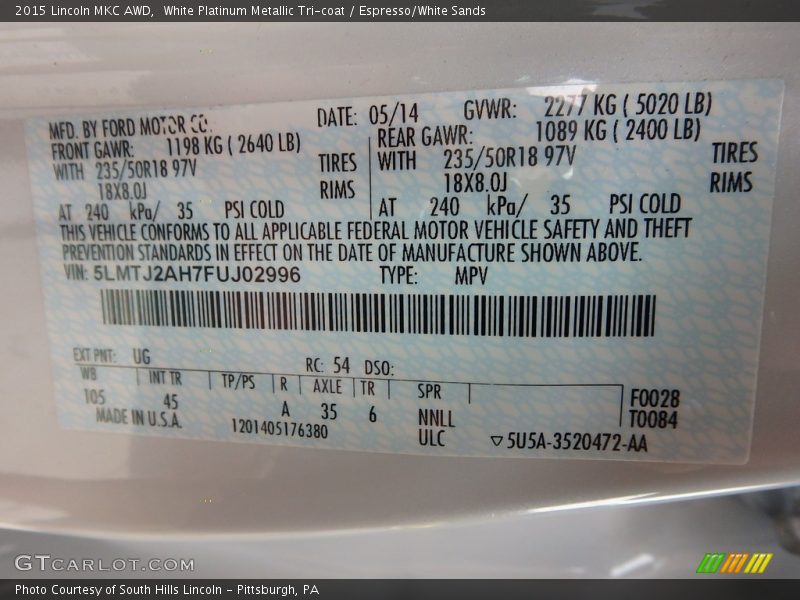 2015 Lincoln MKC AWD, White Platinum Metallic Tri-coat / Espresso/White Sands
MFD. BY FORD MOTOR CO. DATE: 05/14 GVWR: 2277 KG ( 5020 LB)
FRONT GAWR: 1198 KG ( 2640 LB) REAR GAWR: 1089 KG ( 2400 LB)
WITH 235/50R18 97V TIRES WITH 235/50R18 97V TIRES
18X8.0J RIMS 18X8.0J RIMS
AT 240 kPa/ 35 PSI COLD AT 240 kPa/ 35 PSI COLD
THIS VEHICLE CONFORMS TO ALL APPLICABLE FEDERAL MOTOR VEHICLE SAFETY AND THEFT
PREVENTION STANDARDS IN EFFECT ON THE DATE OF MANUFACTURE SHOWN ABOVE.
VIN: 5LMTJ2AH7FUJ02996 TYPE: MPV
EXT PNT: UG RC: 54 DSO:
WB INT TR TP/PS R AXLE TR SPR F0028
105 45 A 35 6 NNLL T0084
MADE IN U.S.A. 1201405176380 ULC ▽5U5A-3520472-AA
GTCARLOT.COM
Photo Courtesy of South Hills Lincoln - Pittsburgh, PA